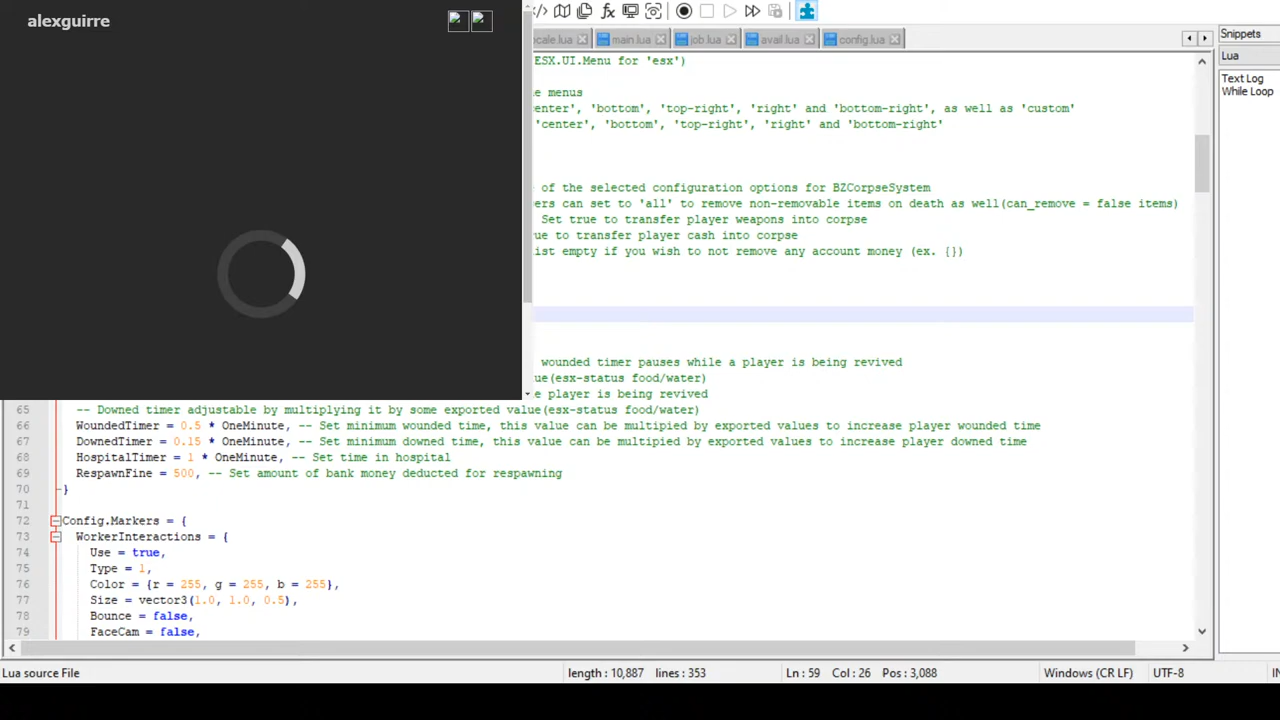 alexguirre
cale.lua main.lua job.lua avail.lua config.lua
Snippets
Lua
Text Log
While Loop
ESX.UI.Menu for 'esx')
e menus
enter', 'bottom', 'top-right', 'right' and 'bottom-right', as well as 'custom'
'center', 'bottom', 'top-right', 'right' and 'bottom-right'
of the selected configuration options for BZCorpseSystem
ers can set to 'all' to remove non-removable items on death as well(can_remove = false items)
Set true to transfer player weapons into corpse
ue to transfer player cash into corpse
ist empty if you wish to not remove any account money (ex. {})
wounded timer pauses while a player is being revived
ue(esx-status food/water)
e player is being revived
65 -- Downed timer adjustable by multiplying it by some exported value(esx-status food/water)
66 WoundedTimer = 0.5 * OneMinute, -- Set minimum wounded time, this value can be multipied by exported values to increase player wounded time
67 DownedTimer = 0.15 * OneMinute, -- Set minimum downed time, this value can be multipied by exported values to increase player downed time
68 HospitalTimer = 1 * OneMinute, -- Set time in hospital
69 RespawnFine = 500, -- Set amount of bank money deducted for respawning
70 }
71
72 Config.Markers = {
73 WorkerInteractions = {
74 Use = true,
75 Type = 1,
76 Color = {r = 255, g = 255, b = 255},
77 Size = vector3(1.0, 1.0, 0.5),
78 Bounce = false,
79 FaceCam = false,
Lua source File length : 10,887 lines : 353 Ln : 59 Col : 26 Pos : 3,088 Windows (CR LF) UTF-8 IN